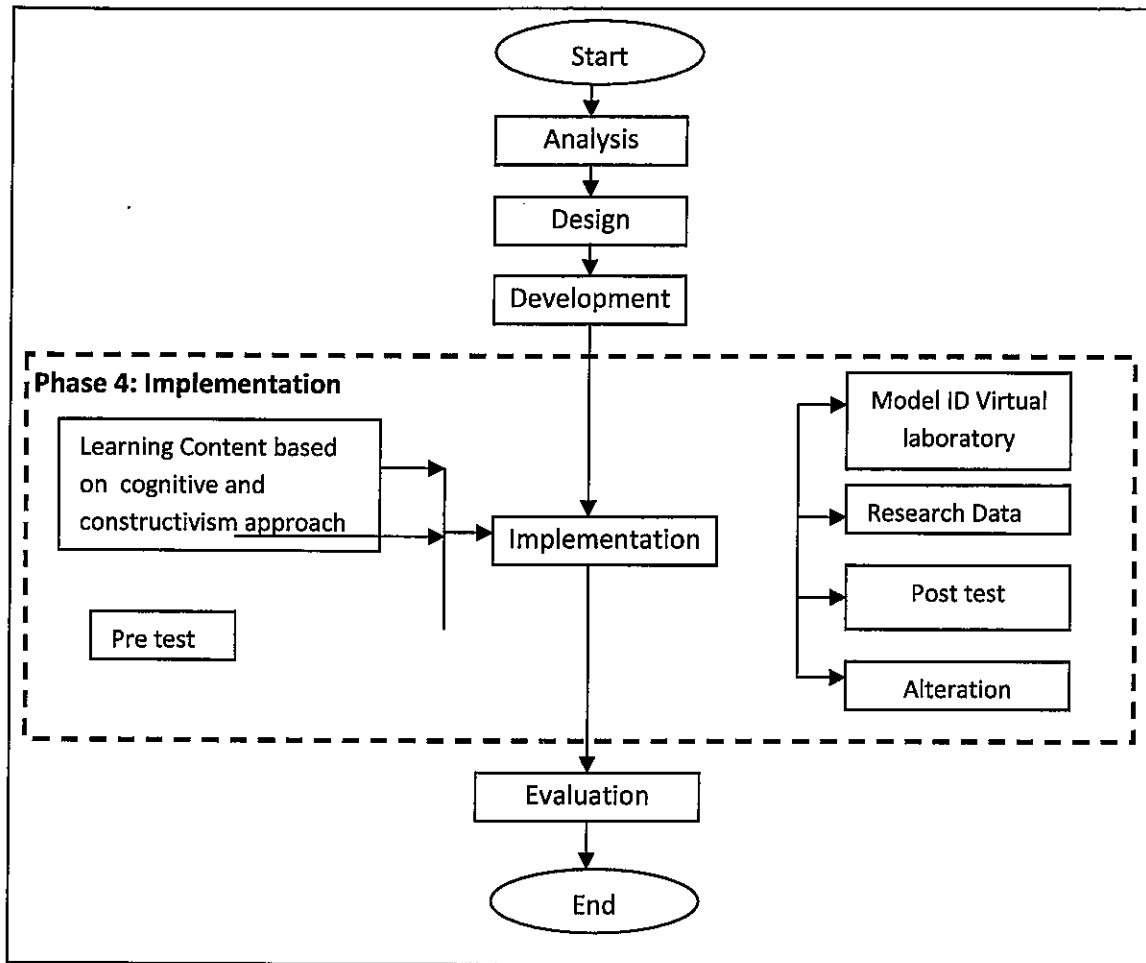 Start
Analysis
Design
Development
Phase 4: Implementation
Learning Content based
on cognitive and
constructivism approach
Pre test
Implementation
Model ID Virtual
laboratory
Research Data
Post test
Alteration
Evaluation
End